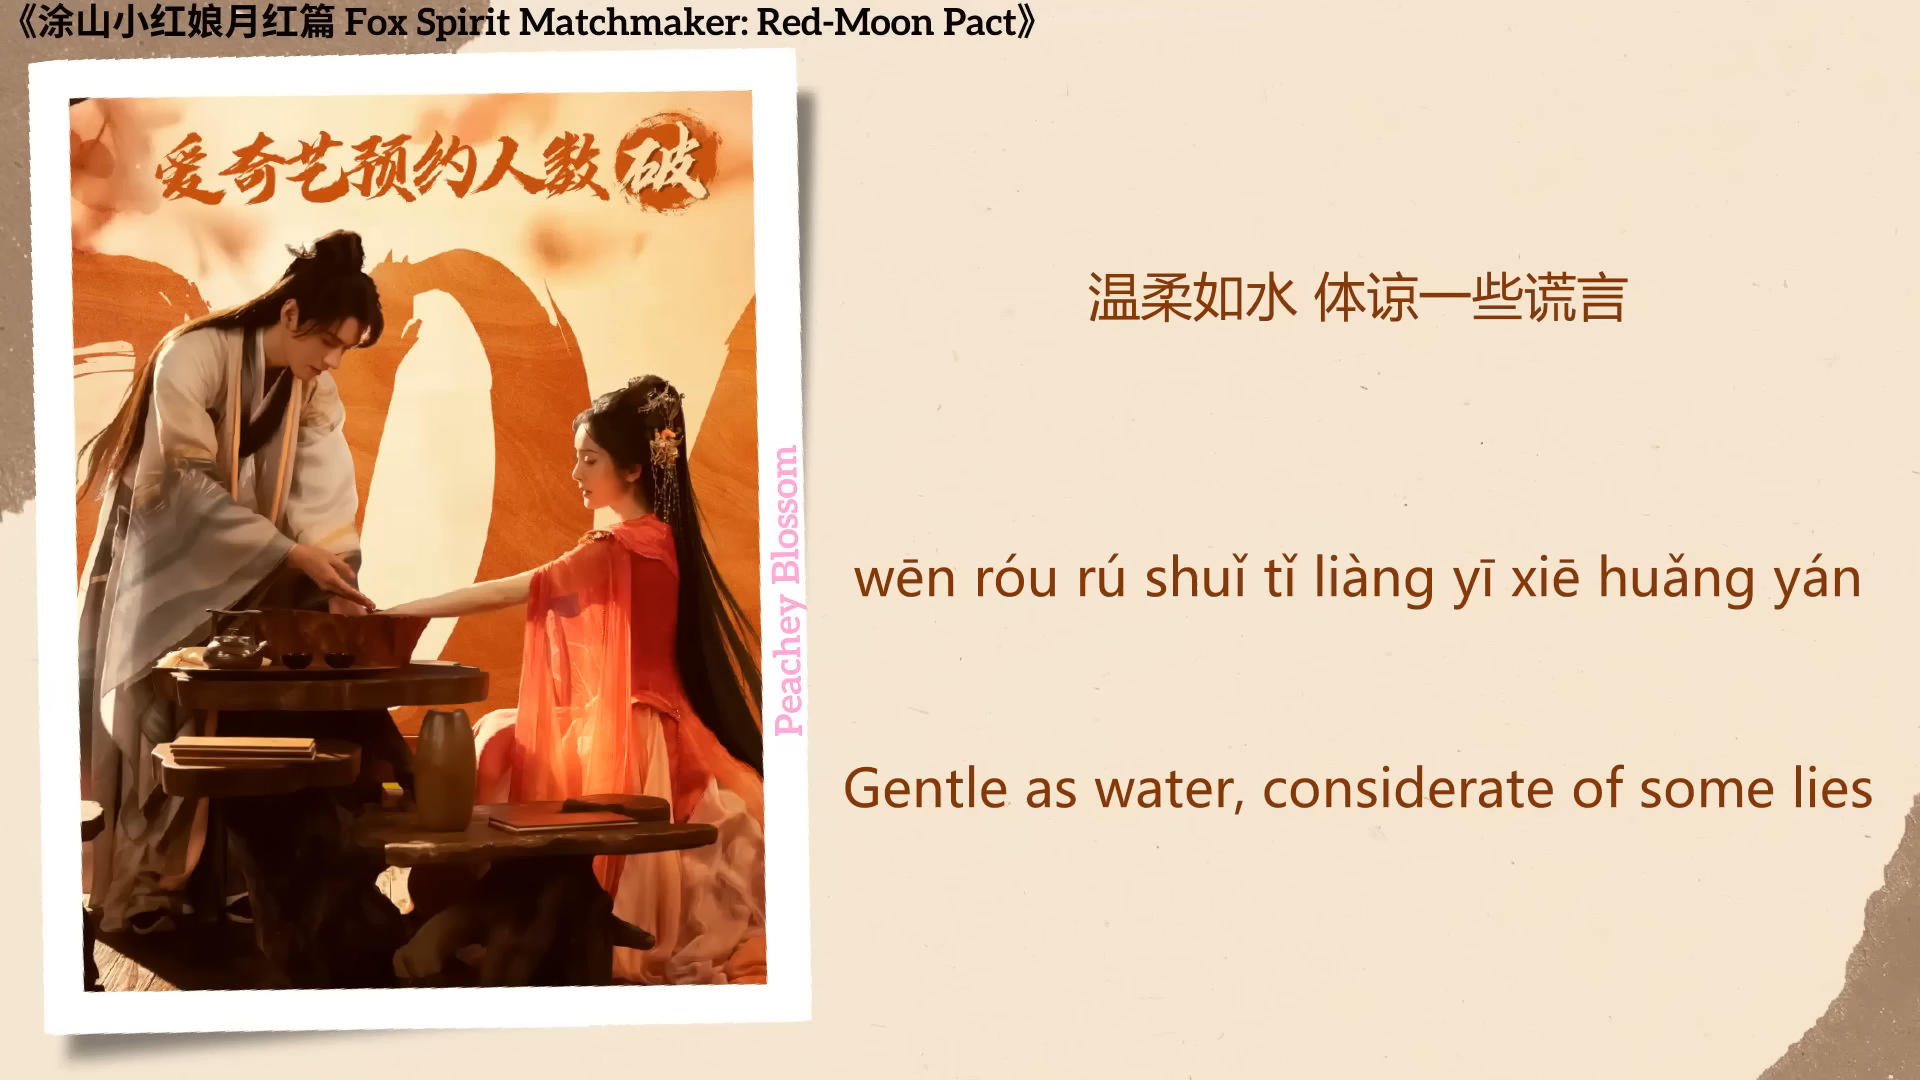 《涂山小红娘月红篇 Fox Spirit Matchmaker: Red-Moon Pact》
爱奇艺预约人数破
温柔如水 体谅一些谎言
wēn róu rú shuǐ tǐ liàng yī xiē huǎng yán
Gentle as water, considerate of some lies
Peachey Blossom